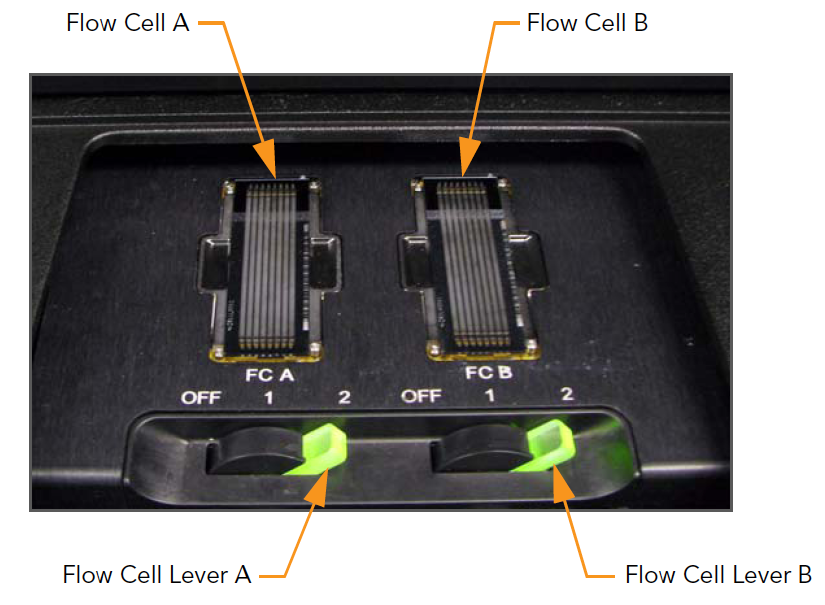 Flow Cell A
Flow Cell B
FC A
FC B
OFF 1 2
OFF 1 2
Flow Cell Lever A
Flow Cell Lever B